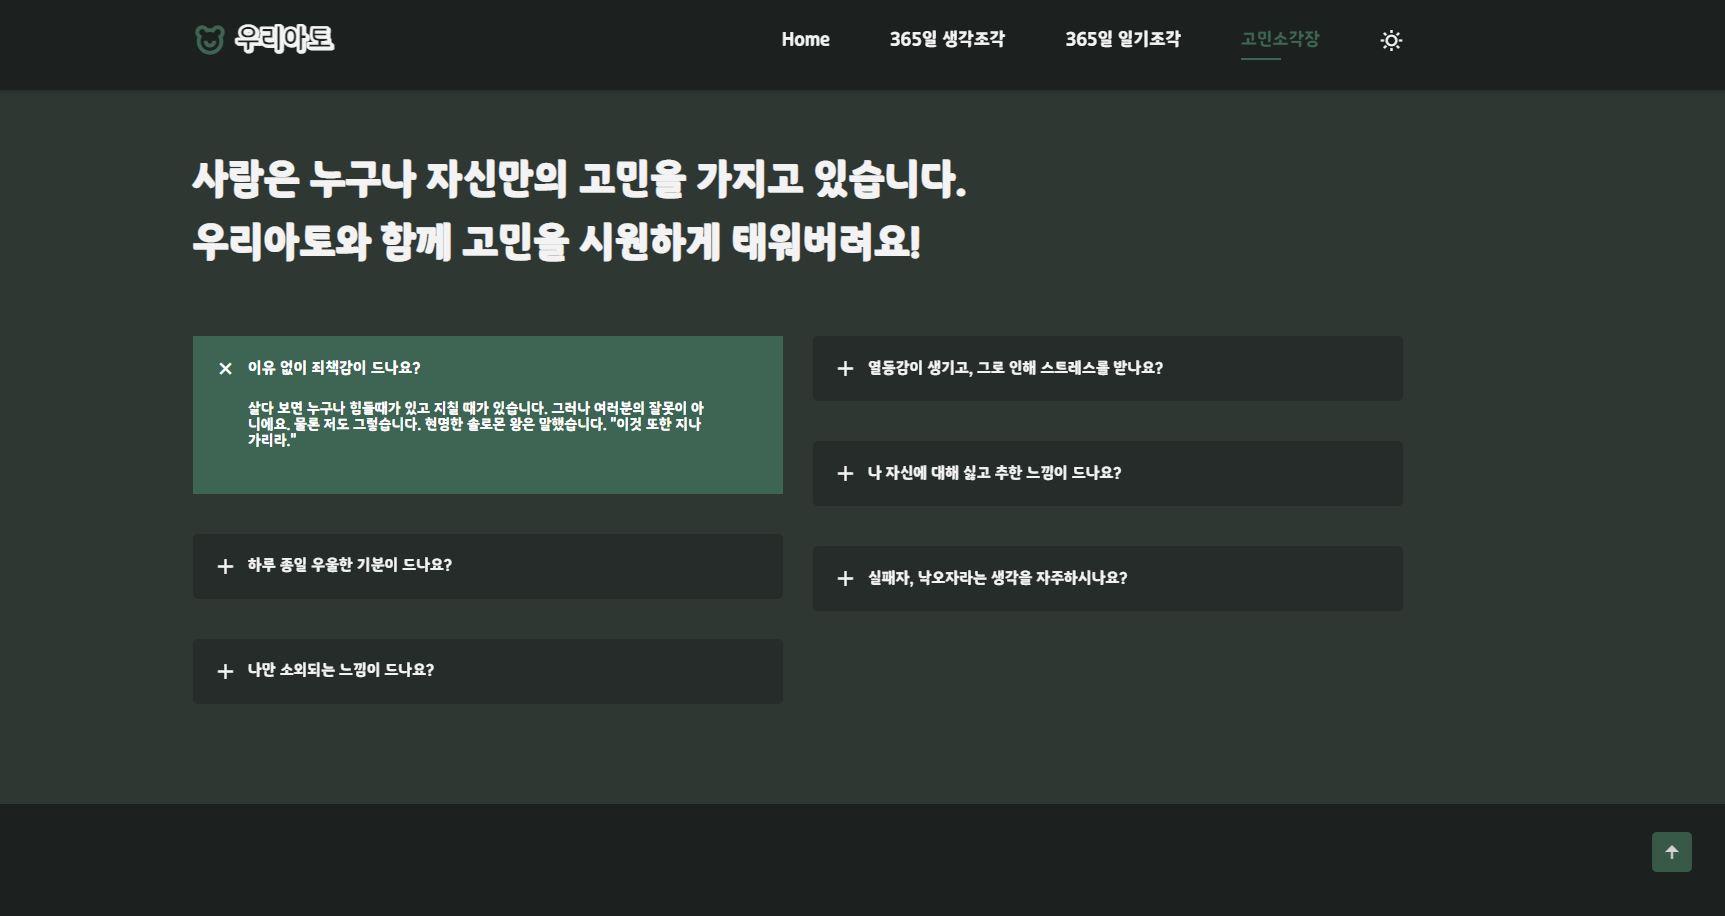 우리아토
Home
365일 생각조각
365일 일기조각
고민소각장
사람은 누구나 자신만의 고민을 가지고 있습니다.
우리아토와 함께 고민을 시원하게 태워버려요!
이유 없이 죄책감이 드나요?
살다 보면 누구나 힘들때가 있고 지칠 때가 있습니다. 그러나 여러분의 잘못이 아
니에요. 물론 저도 그렇습니다. 현명한 솔로몬 왕은 말했습니다. "이것 또한 지나
가리라."
하루 종일 우울한 기분이 드나요?
나만 소외되는 느낌이 드나요?
열등감이 생기고, 그로 인해 스트레스를 받나요?
나 자신에 대해 싫고 추한 느낌이 드나요?
실패자, 낙오자라는 생각을 자주하시나요?